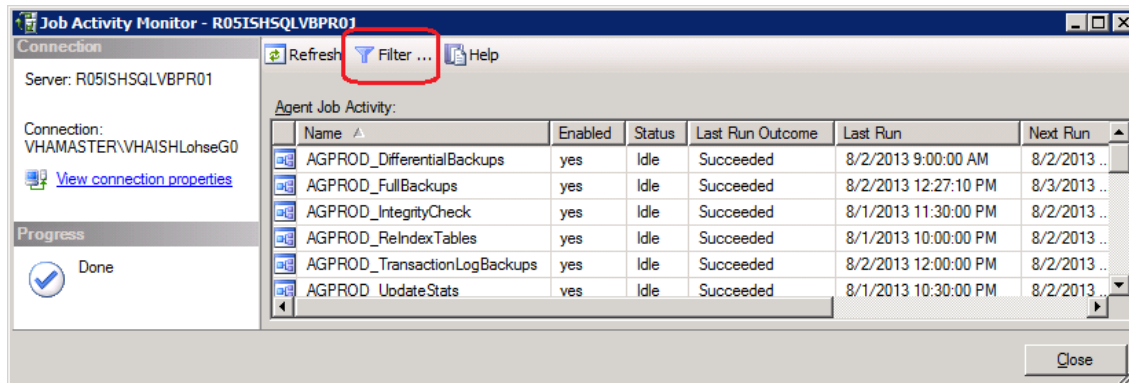 Job Activity Monitor - R05ISHSQLVBPR01
Connection
Server: R05ISHSQLVBPR01
Connection:
VHAMASTER\VHAISHLohseG0
View connection properties
Progress
Done
Refresh Filter ... Help
Agent Job Activity:
Name Enabled Status Last Run Outcome Last Run Next Run
AGPROD_DifferentialBackups yes Idle Succeeded 8/2/2013 9:00:00 AM 8/2/2013 ..
AGPROD_FullBackups yes Idle Succeeded 8/2/2013 12:27:10 PM 8/3/2013 ..
AGPROD_IntegrityCheck yes Idle Succeeded 8/1/2013 11:30:00 PM 8/2/2013 ..
AGPROD_ReIndexTables yes Idle Succeeded 8/1/2013 10:00:00 PM 8/2/2013 ..
AGPROD_TransactionLogBackups yes Idle Succeeded 8/2/2013 12:00:00 PM 8/2/2013 ..
AGPROD_UpdateStats yes Idle Succeeded 8/1/2013 10:30:00 PM 8/2/2013 ..
Close